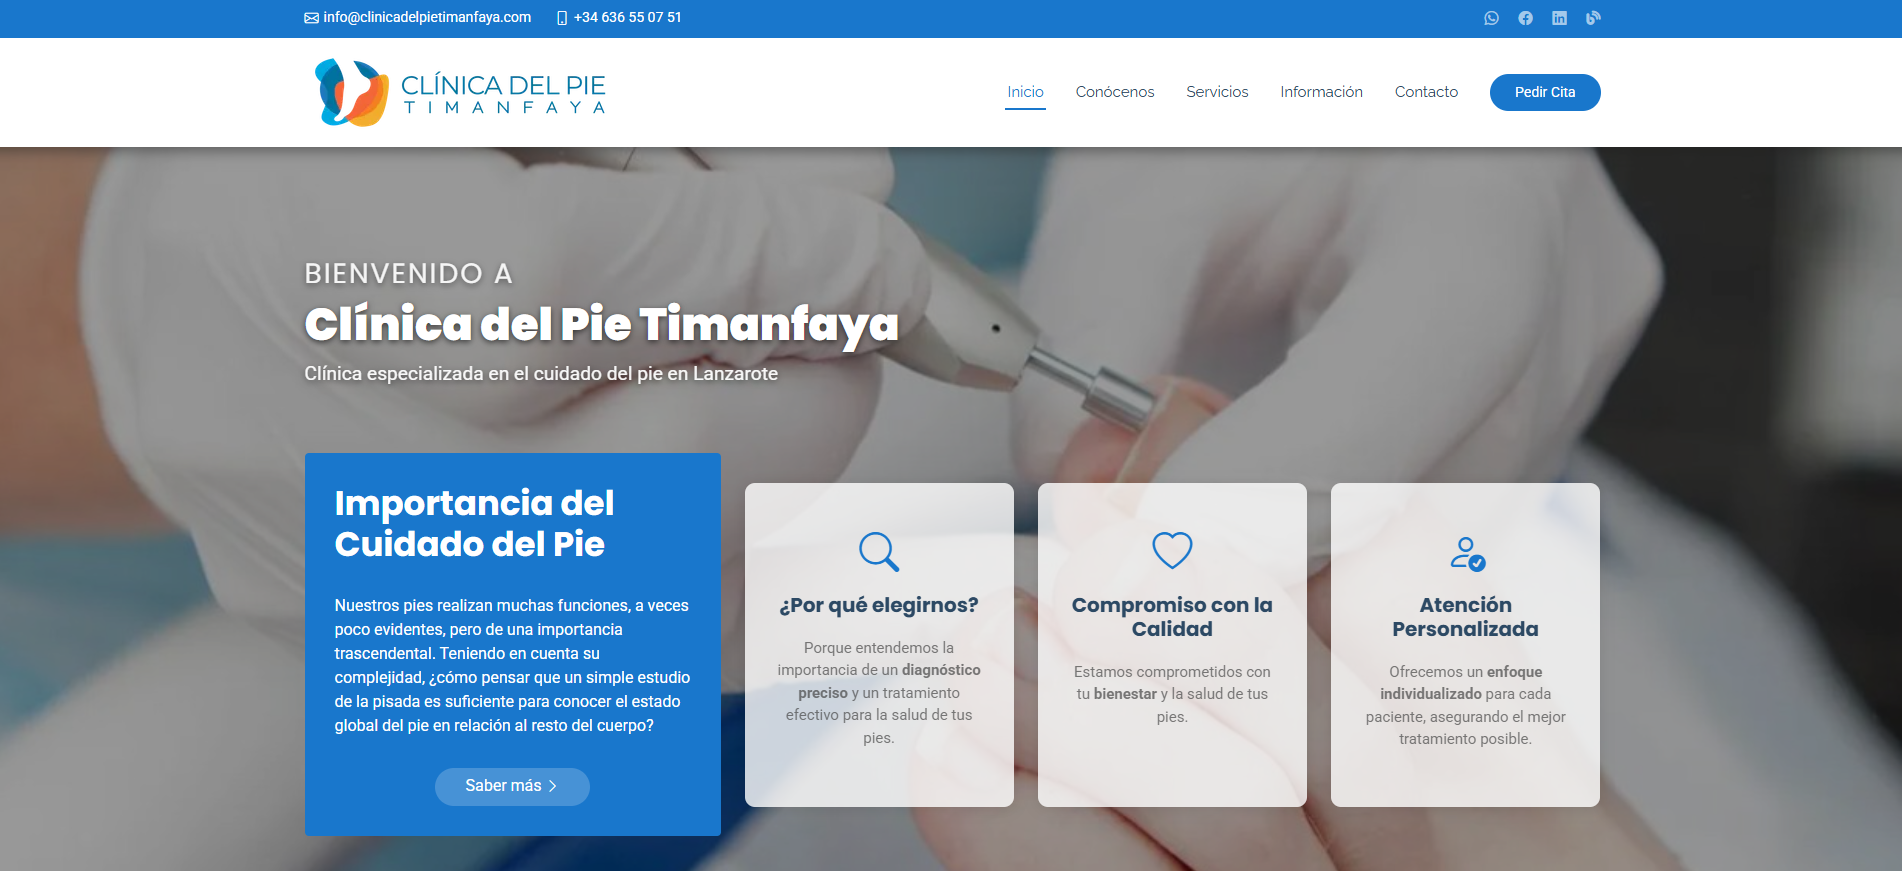 info@clinicadelpietimanfaya.com
+34 636 55 07 51
CLÍNICA DEL PIE
TIMANFAYA
Inicio
Conócenos
Servicios
Información
Contacto
Pedir Cita
BIENVENIDO A
Clínica del Pie Timanfaya
Clínica especializada en el cuidado del pie en Lanzarote
Importancia del
Cuidado del Pie
Nuestros pies realizan muchas funciones, a veces
poco evidentes, pero de una importancia
trascendental. Teniendo en cuenta su
complejidad, ¿cómo pensar que un simple estudio
de la pisada es suficiente para conocer el estado
global del pie en relación al resto del cuerpo?
Saber más
¿Por qué elegirnos?
Porque entendemos la
importancia de un diagnóstico
preciso y un tratamiento
efectivo para la salud de tus
pies.
Compromiso con la
Calidad
Estamos comprometidos con
tu bienestar y la salud de tus
pies.
Atención
Personalizada
Ofrecemos un enfoque
individualizado para cada
paciente, asegurando el mejor
tratamiento posible.